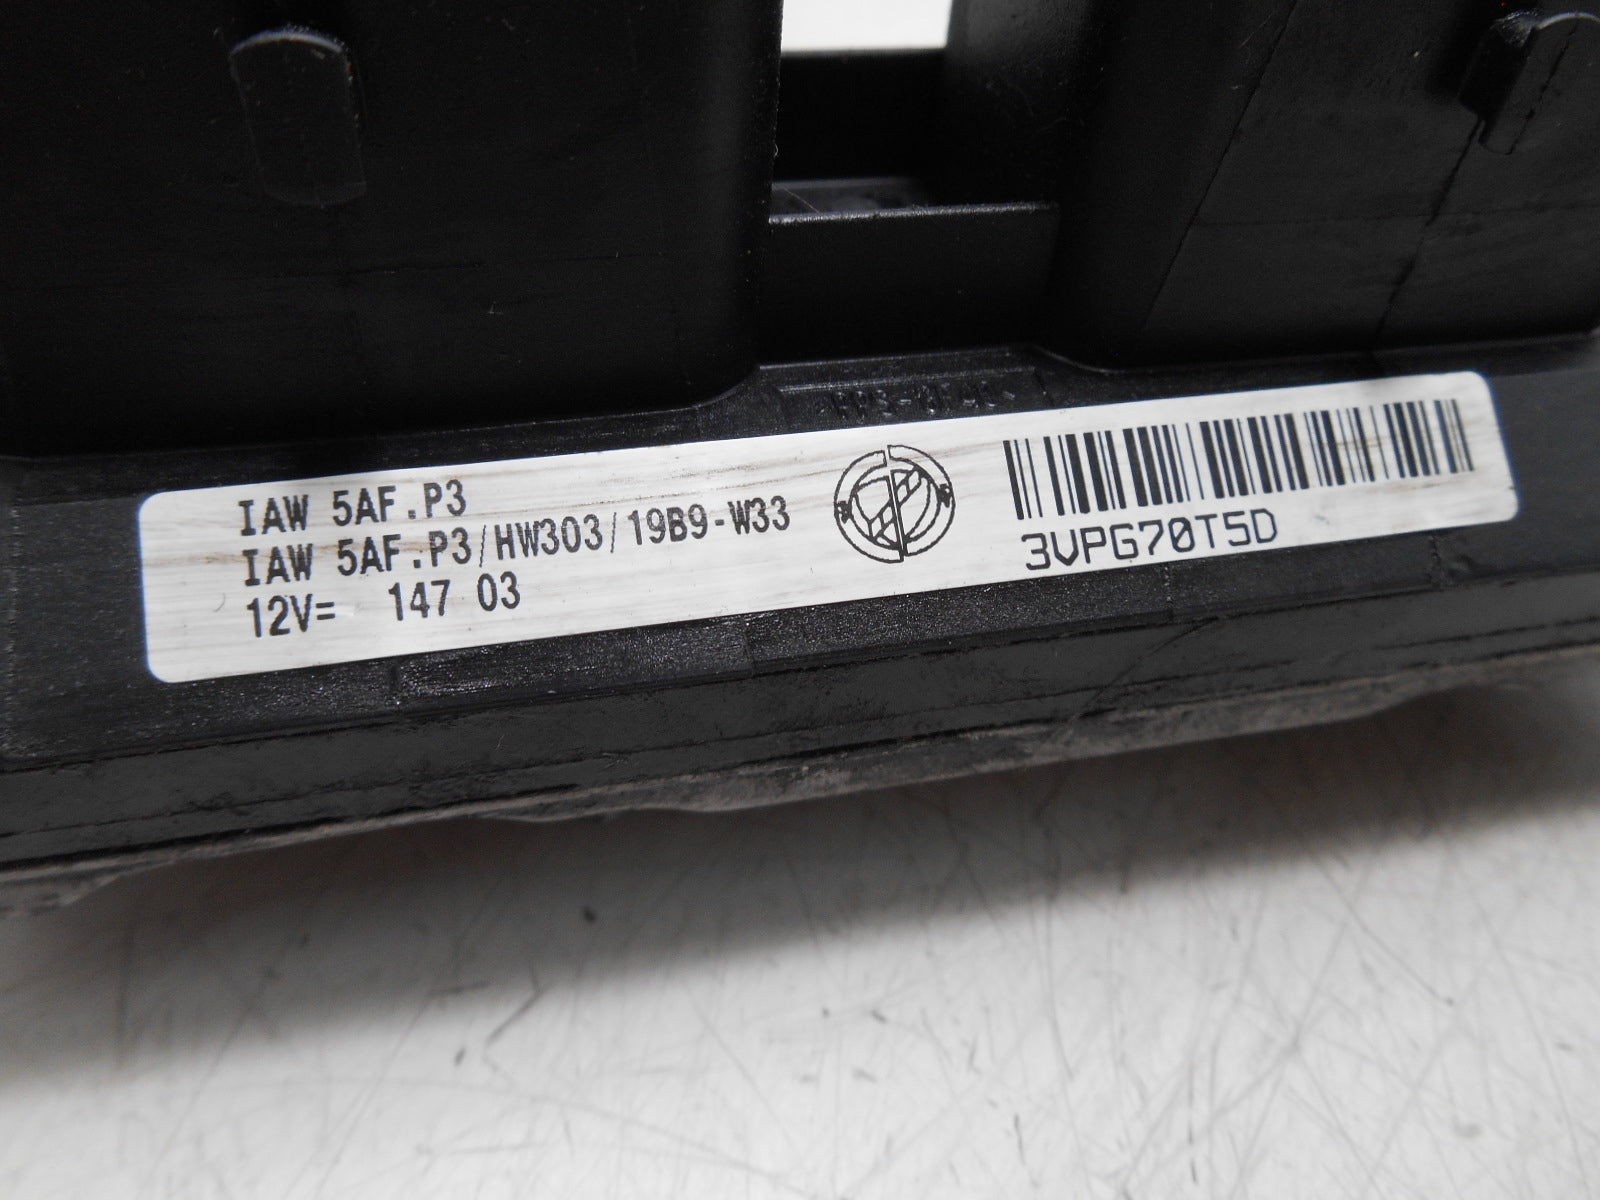 IAW 5AF.P3
IAW 5AF.P3/HW303/19B9-W33
12V= 147 03
3VPG70T5D